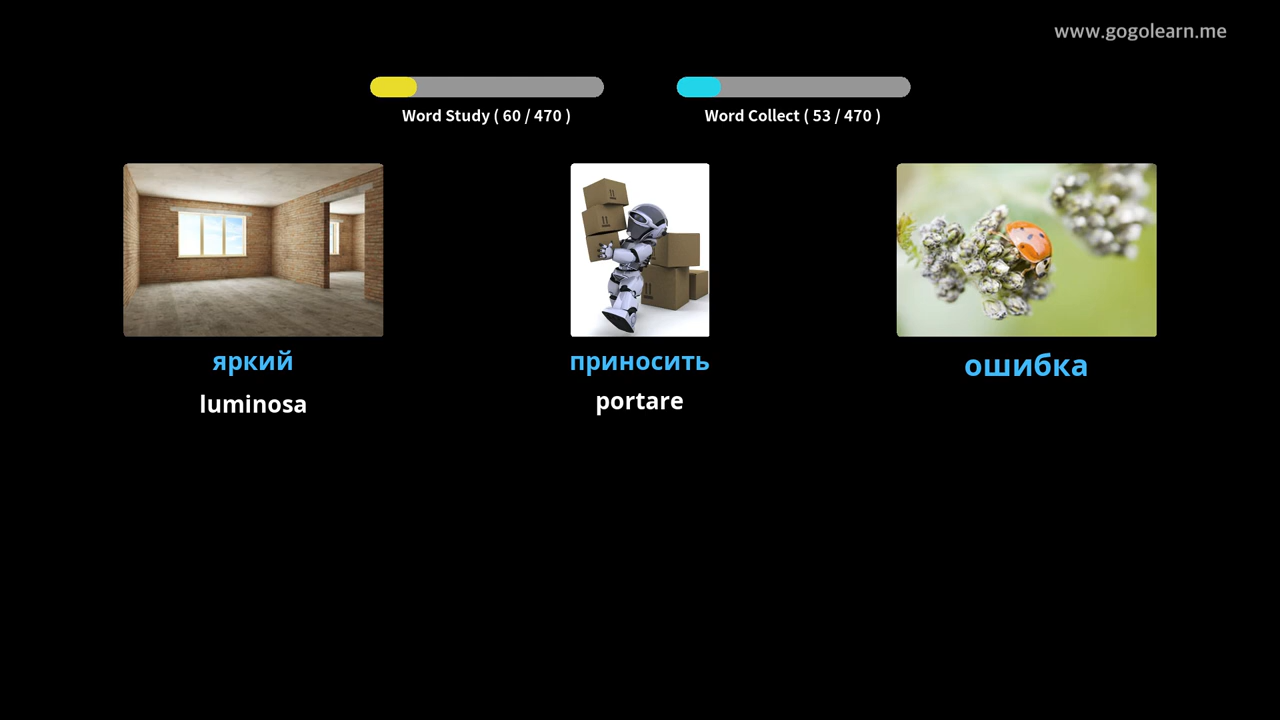 www.gogolearn.me
Word Study ( 60 / 470 )
Word Collect ( 53 / 470 )
яркий
luminosa
приносить
portare
ошибка